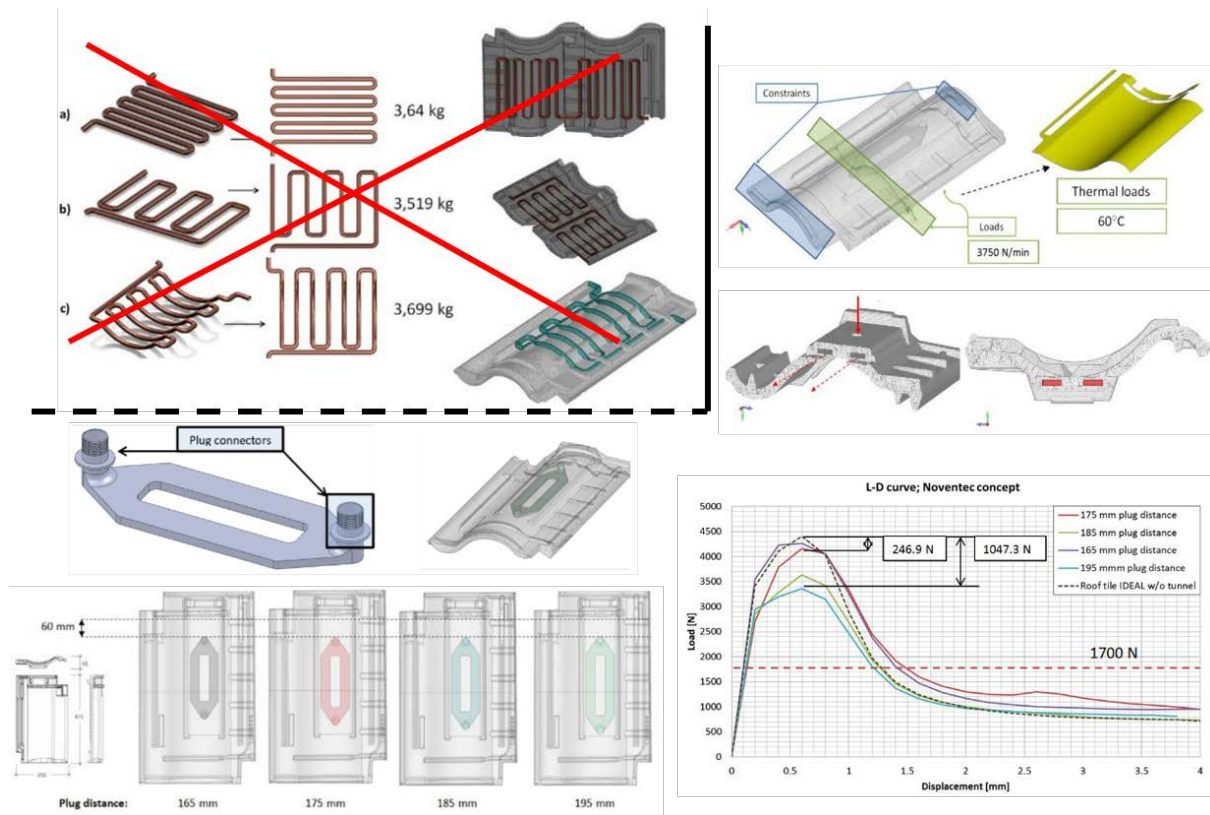 a)
3,64 kg
b)
3,519 kg
c)
3,699 kg
Constraints
Loads
3750 N/min
Thermal loads
60°C
Plug connectors
60 mm
Plug distance:
165 mm
175 mm
185 mm
195 mm
L-D curve; Noventec concept
Load [N]
5000
4500
4000
3500
3000
2500
2000
1500
1000
500
0
246.9 N
1047.3 N
175 mm plug distance
185 mm plug distance
165 mm plug distance
195 mmm plug distance
Roof tile IDEAL w/o tunnel
1700 N
0
0.5
1
1.5
2
2.5
3
3.5
4
Displacement [mm]